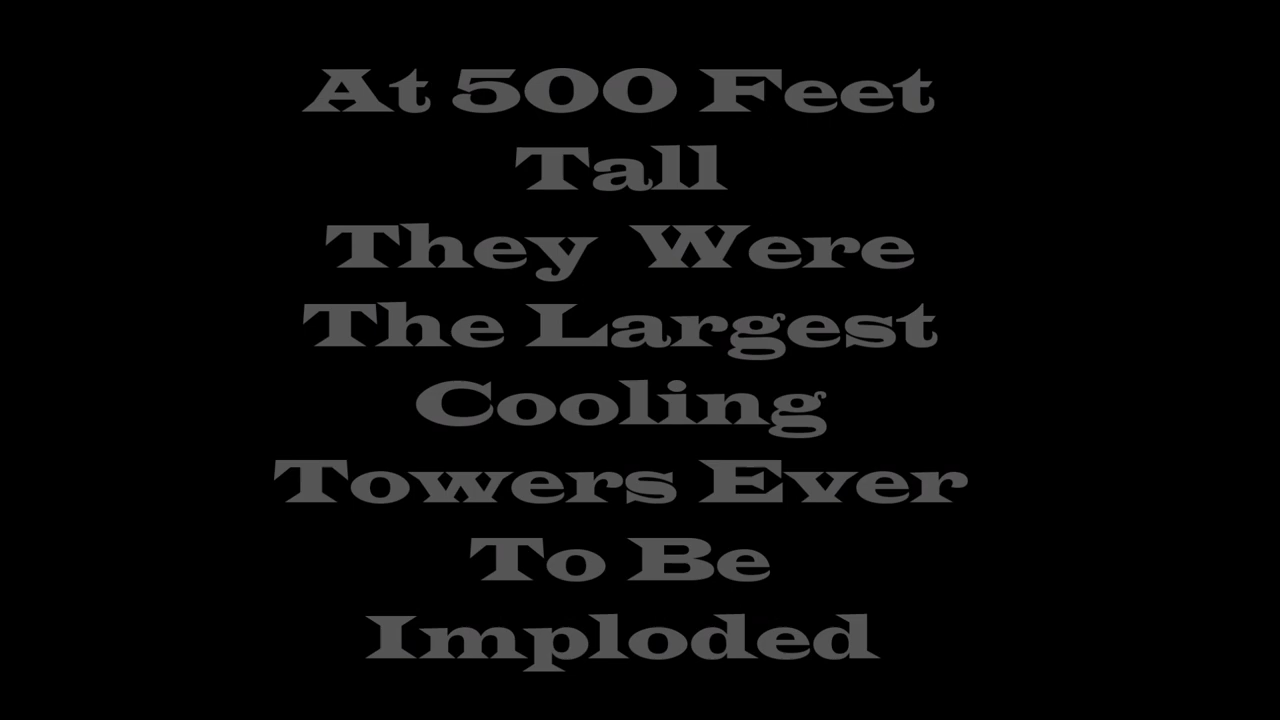 At 500 Feet
Tall
They Were
The Largest
Cooling
Towers Ever
To Be
Imploded